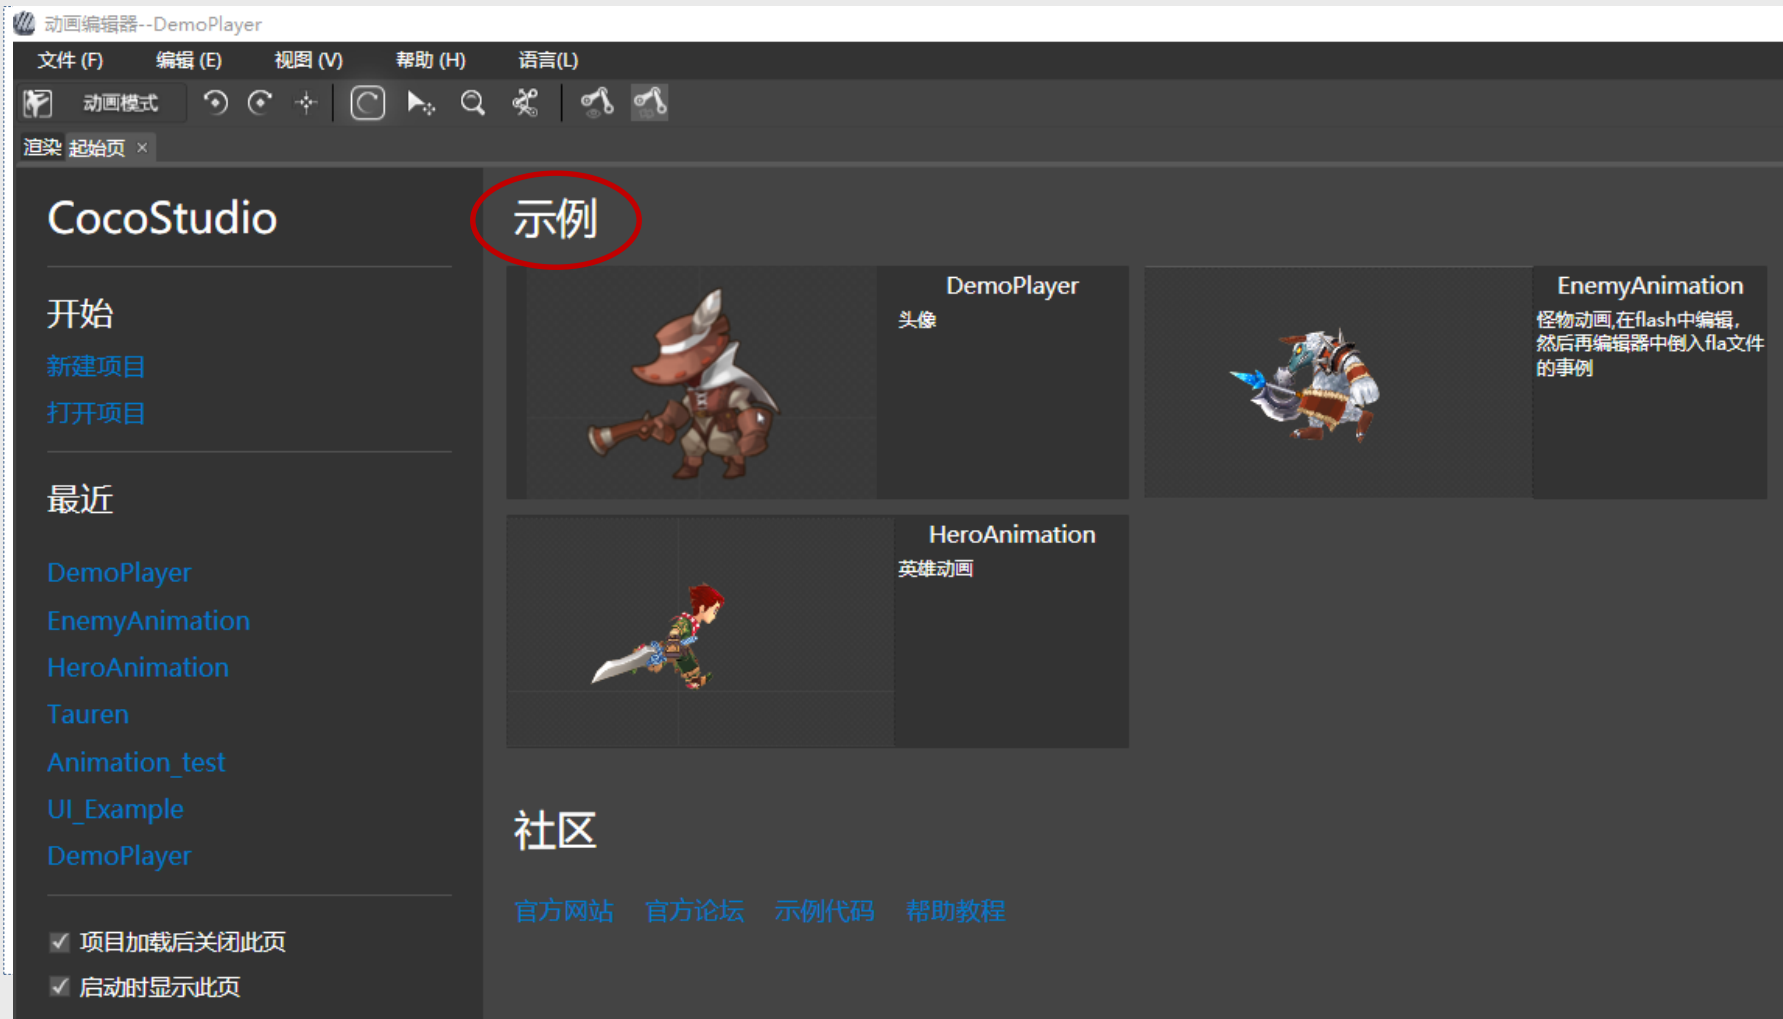 动画编辑器--DemoPlayer
文件 (F) 编辑 (E) 视图 (V) 帮助 (H) 语言(L)
动画模式
渲染 起始页 ×
CocoStudio
开始
新建项目
打开项目
最近
DemoPlayer
EnemyAnimation
HeroAnimation
Tauren
Animation_test
UI_Example
DemoPlayer
项目加载后关闭此页
启动时显示此页
示例
DemoPlayer
头像
EnemyAnimation
怪物动画,在flash中编辑,
然后再编辑器中倒入fla文件
的事例
HeroAnimation
英雄动画
社区
官方网站 官方论坛 示例代码 帮助教程